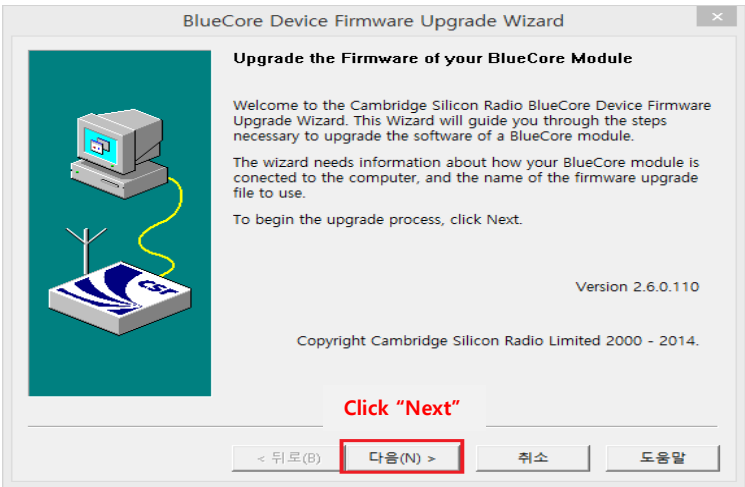 BlueCore Device Firmware Upgrade Wizard
Upgrade the Firmware of your BlueCore Module
Welcome to the Cambridge Silicon Radio BlueCore Device Firmware
Upgrade Wizard. This Wizard will guide you through the steps
necessary to upgrade the software of a BlueCore module.
The wizard needs information about how your BlueCore module is
conected to the computer, and the name of the firmware upgrade
file to use.
To begin the upgrade process, click Next.
CSr
Version 2.6.0.110
Copyright Cambridge Silicon Radio Limited 2000 - 2014.
Click “Next”
< 뒤로(B) 다음(N) > 취소 도움말